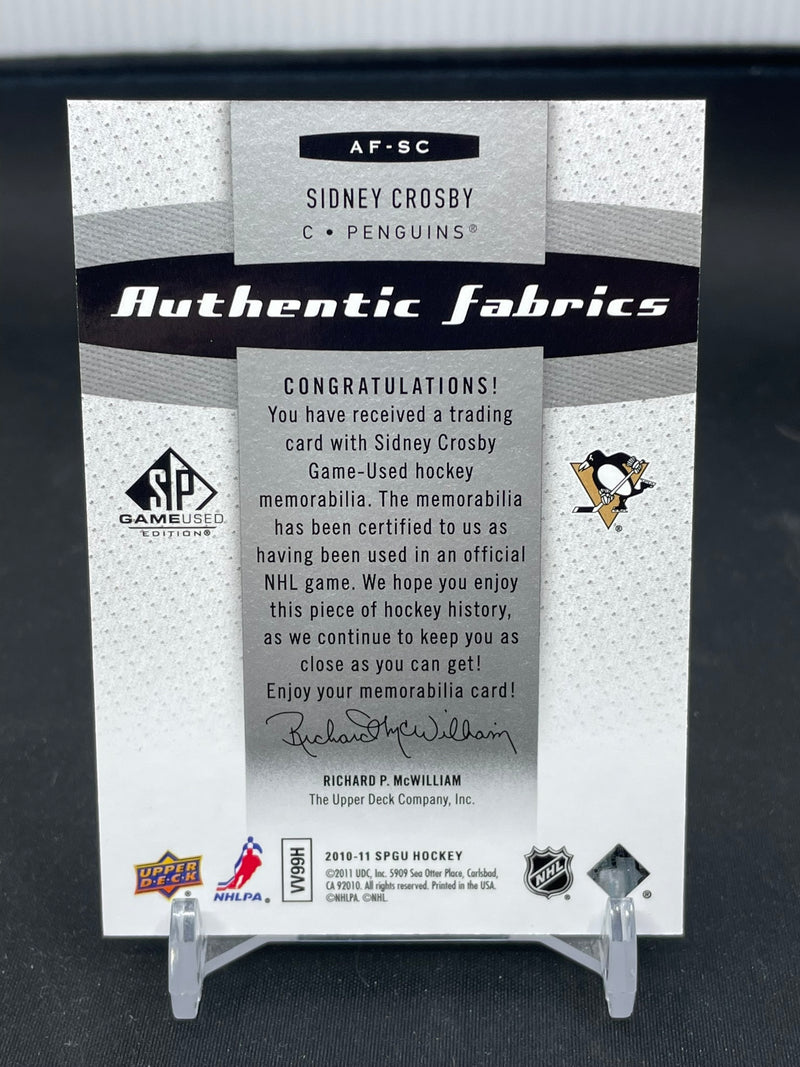 AF-SC
SIDNEY CROSBY
C • PENGUINS®
Authentic Fabrics
CONGRATULATIONS!
You have received a trading
card with Sidney Crosby
Game-Used hockey
memorabilia. The memorabilia
has been certified to us as
having been used in an official
NHL game. We hope you enjoy
this piece of hockey history,
as we continue to keep you as
close as you can get!
Enjoy your memorabilia card!
SP
GAMEUSED
EDITION®
®
Richard P. McWilliam
RICHARD P. McWILLIAM
The Upper Deck Company, Inc.
UPPER
D·E·C·K
®
NHLPA.
®
VV99H
2010-11 SPGU HOCKEY
©2011 UDC, Inc. 5909 Sea Otter Place, Carlsbad,
CA 92010. All rights reserved. Printed in the USA.
©NHLPA. ©NHL.
NHL
®
®